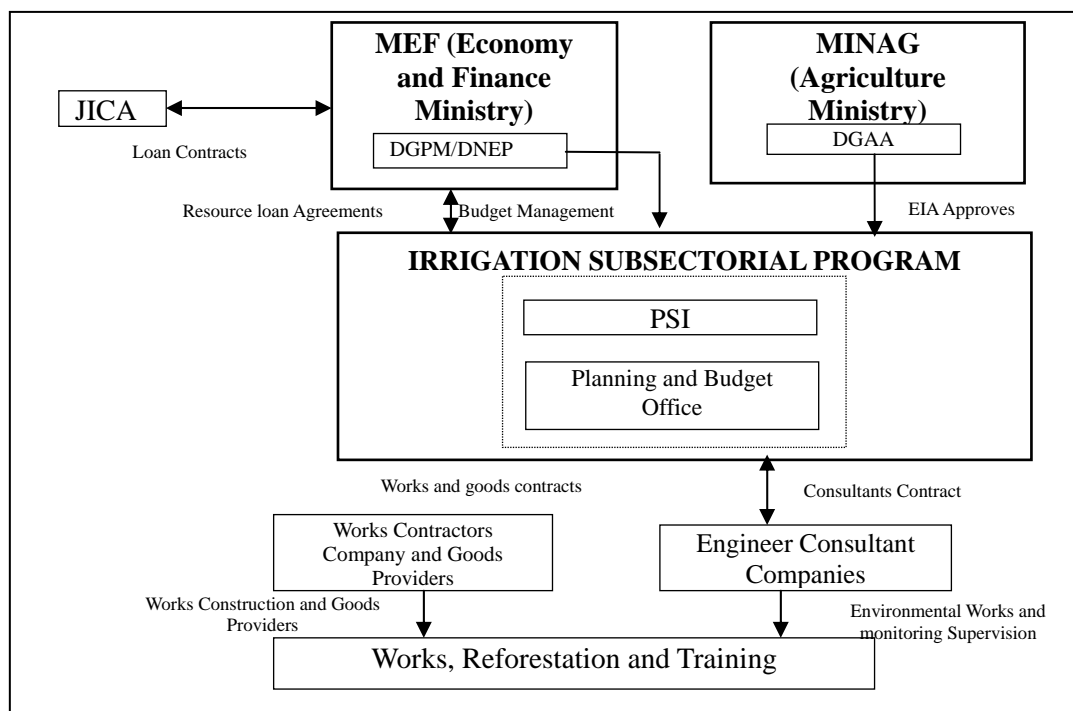 MEF (Economy
and Finance
Ministry)
DGPM/DNEP
MINAG
(Agriculture
Ministry)
DGAA
JICA
Loan Contracts
Resource loan Agreements
Budget Management
EIA Approves
IRRIGATION SUBSECTORIAL PROGRAM
PSI
Planning and Budget
Office
Works and goods contracts
Consultants Contract
Works Contractors
Company and Goods
Providers
Engineer Consultant
Companies
Works Construction and Goods
Providers
Environmental Works and
monitoring Supervision
Works, Reforestation and Training